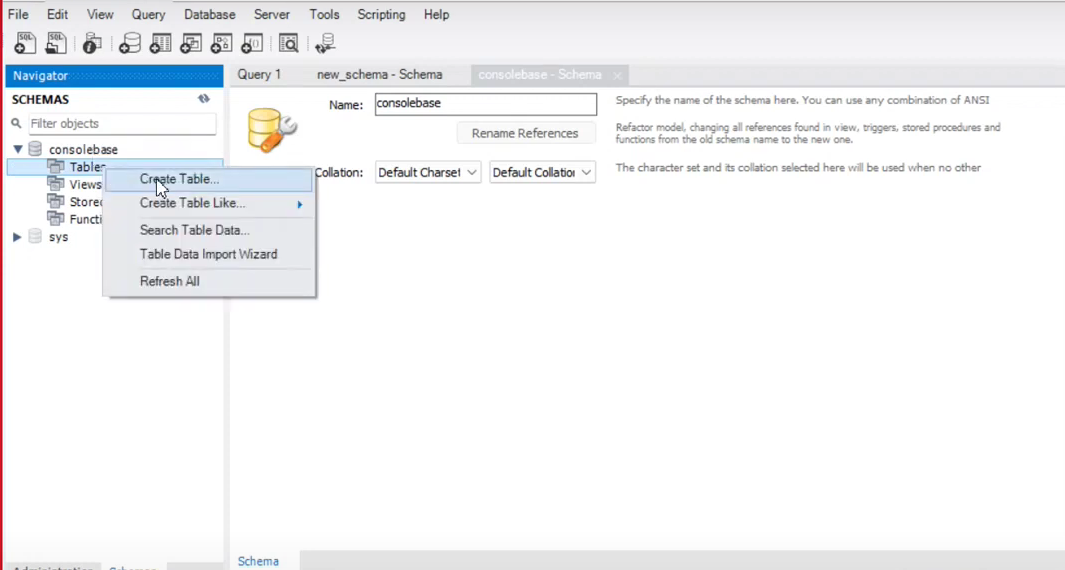 File Edit View Query Database Server Tools Scripting Help
Navigator
SCHEMAS
Filter objects
consolebase
Tables
Views
Stored
Functi
sys
Create Table...
Create Table Like...
Search Table Data...
Table Data Import Wizard
Refresh All
Query 1 new_schema - Schema consolebase - Schema
Name: consolebase Specify the name of the schema here. You can use any combination of ANSI
Rename References Refactor model, changing all references found in view, triggers, stored procedures and
functions from the old schema name to the new one.
Collation: Default Charset Default Collation The character set and its collation selected here will be used when no other
Schema
Administration Schemas